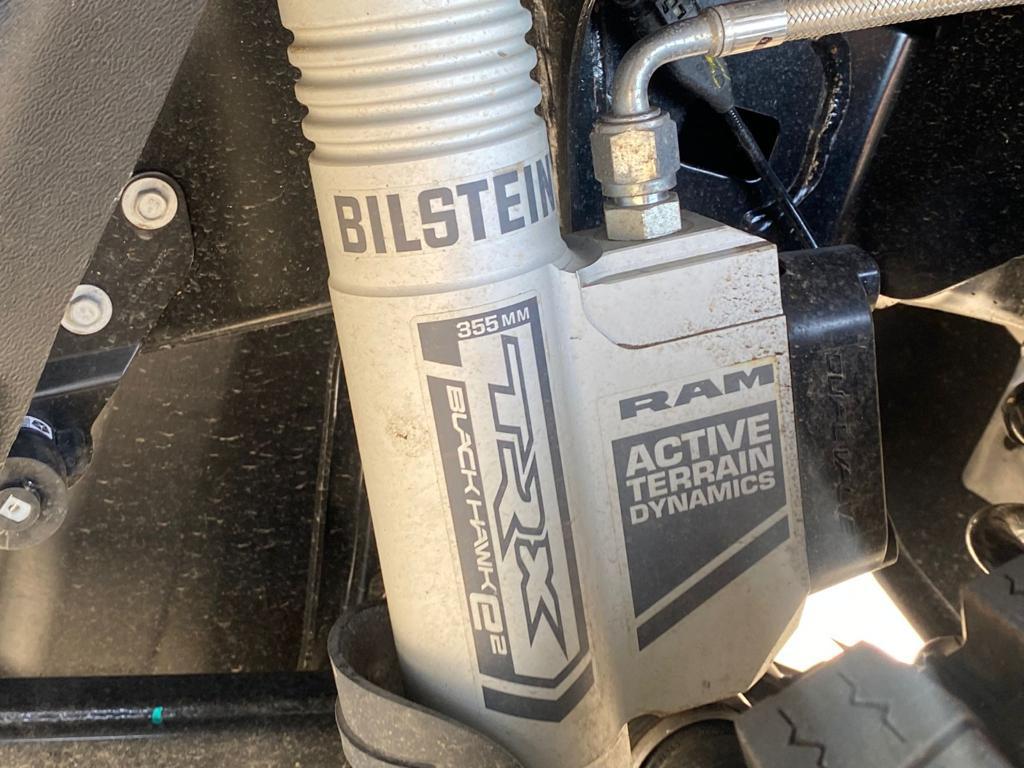 BILSTEIN
355 MM
TRX
BLACKHAWK e2
RAM
ACTIVE
TERRAIN
DYNAMICS